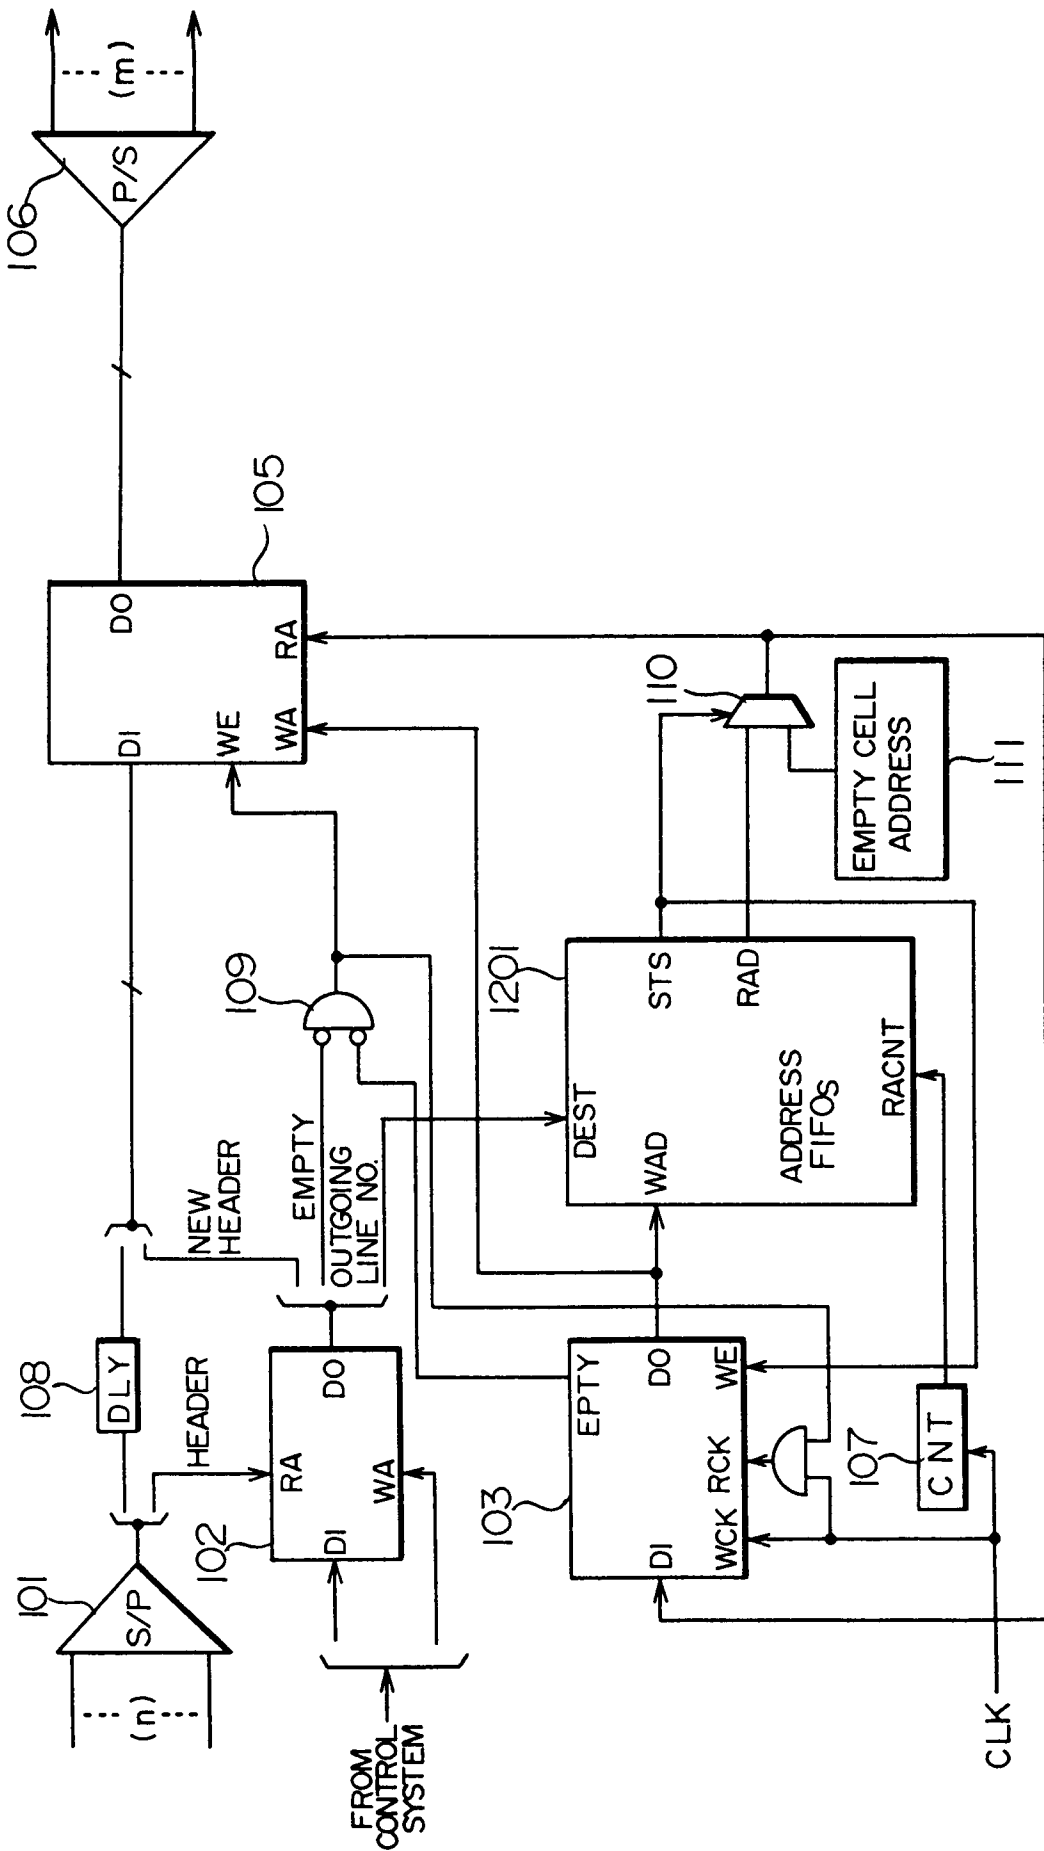 101
S/P
(n)
108
DLY
HEADER
NEW
HEADER
102
RA
DI
DO
WA
FROM
CONTROL
SYSTEM
EMPTY
OUTGOING
LINE NO.
109
DI
DO
WE
WA
RA
105
106
P/S
(m)
103
EPTY
DI
DO
WCK
RCK
WE
107
CNT
CLK
1201
DEST
STS
WAD
RAD
ADDRESS
FIFOs
RACNT
110
EMPTY CELL
ADDRESS
111